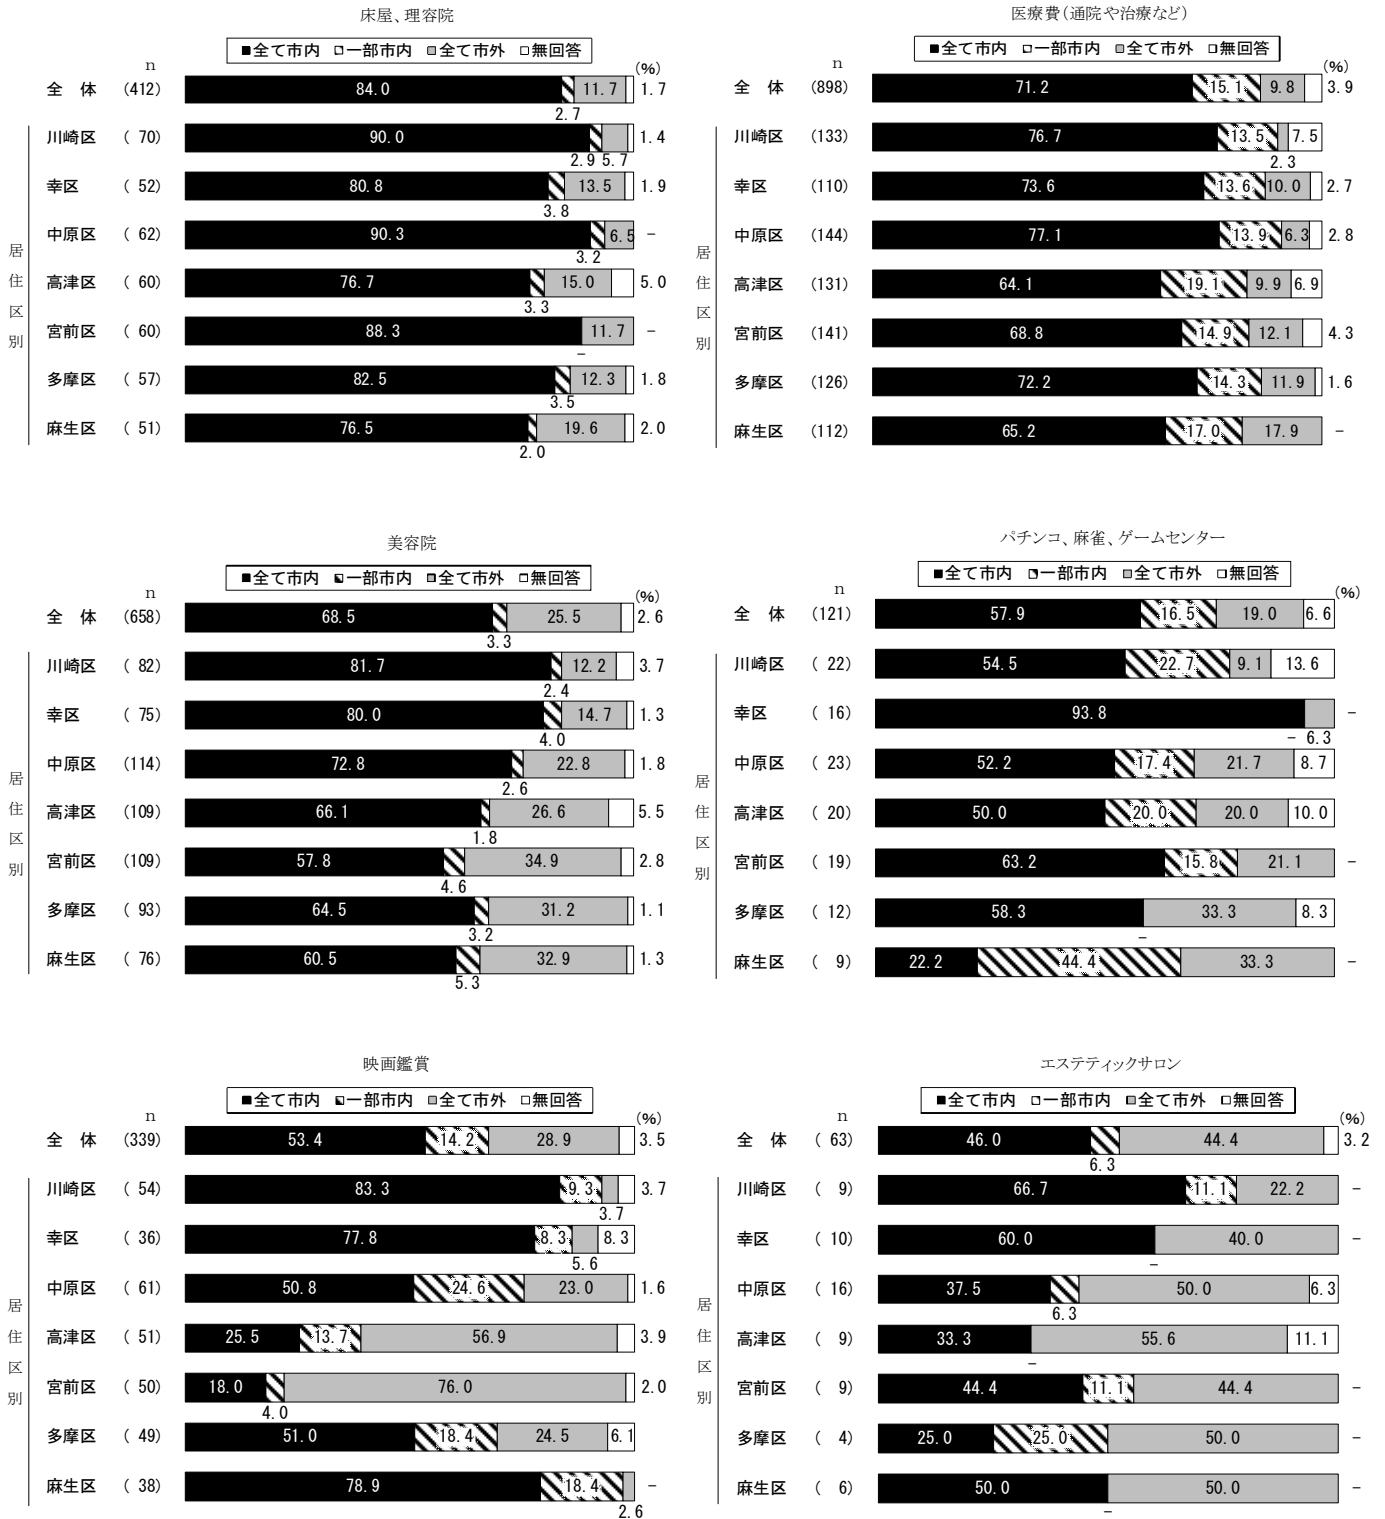 床屋、理容院
■全て市内 一部市内 全て市外 □無回答
n
(%)
全 体 (412) 84.0 2.7 11.7 1.7
居住区別
川崎区 ( 70) 90.0 2.9 5.7 1.4
幸区 ( 52) 80.8 3.8 13.5 1.9
中原区 ( 62) 90.3 3.2 6.5 －
高津区 ( 60) 76.7 3.3 15.0 5.0
宮前区 ( 60) 88.3 － 11.7 －
多摩区 ( 57) 82.5 3.5 12.3 1.8
麻生区 ( 51) 76.5 2.0 19.6 2.0
医療費（通院や治療など）
■全て市内 一部市内 全て市外 □無回答
n
(%)
全 体 (898) 71.2 15.1 9.8 3.9
居住区別
川崎区 (133) 76.7 13.5 2.3 7.5
幸区 (110) 73.6 13.6 10.0 2.7
中原区 (144) 77.1 13.9 6.3 2.8
高津区 (131) 64.1 19.1 9.9 6.9
宮前区 (141) 68.8 14.9 12.1 4.3
多摩区 (126) 72.2 14.3 11.9 1.6
麻生区 (112) 65.2 17.0 17.9 －
美容院
■全て市内 一部市内 全て市外 □無回答
n
(%)
全 体 (658) 68.5 3.3 25.5 2.6
居住区別
川崎区 ( 82) 81.7 2.4 12.2 3.7
幸区 ( 75) 80.0 4.0 14.7 1.3
中原区 (114) 72.8 2.6 22.8 1.8
高津区 (109) 66.1 1.8 26.6 5.5
宮前区 (109) 57.8 4.6 34.9 2.8
多摩区 ( 93) 64.5 3.2 31.2 1.1
麻生区 ( 76) 60.5 5.3 32.9 1.3
パチンコ、麻雀、ゲームセンター
■全て市内 一部市内 全て市外 □無回答
n
(%)
全 体 (121) 57.9 16.5 19.0 6.6
居住区別
川崎区 ( 22) 54.5 22.7 9.1 13.6
幸区 ( 16) 93.8 － 6.3 －
中原区 ( 23) 52.2 17.4 21.7 8.7
高津区 ( 20) 50.0 20.0 20.0 10.0
宮前区 ( 19) 63.2 15.8 21.1 －
多摩区 ( 12) 58.3 － 33.3 8.3
麻生区 ( 9) 22.2 44.4 33.3 －
映画鑑賞
■全て市内 一部市内 全て市外 □無回答
n
(%)
全 体 (339) 53.4 14.2 28.9 3.5
居住区別
川崎区 ( 54) 83.3 9.3 3.7 3.7
幸区 ( 36) 77.8 8.3 5.6 8.3
中原区 ( 61) 50.8 24.6 23.0 1.6
高津区 ( 51) 25.5 13.7 56.9 3.9
宮前区 ( 50) 18.0 4.0 76.0 2.0
多摩区 ( 49) 51.0 18.4 24.5 6.1
麻生区 ( 38) 78.9 18.4 2.6 －
エステティックサロン
■全て市内 一部市内 全て市外 □無回答
n
(%)
全 体 ( 63) 46.0 6.3 44.4 3.2
居住区別
川崎区 ( 9) 66.7 11.1 22.2 －
幸区 ( 10) 60.0 － 40.0 －
中原区 ( 16) 37.5 6.3 50.0 6.3
高津区 ( 9) 33.3 － 55.6 11.1
宮前区 ( 9) 44.4 11.1 44.4 －
多摩区 ( 4) 25.0 25.0 50.0 －
麻生区 ( 6) 50.0 － 50.0 －